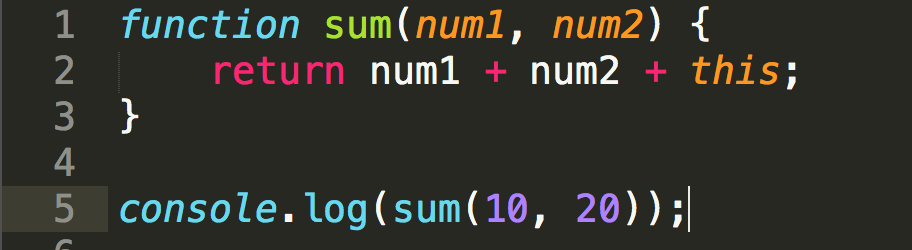 1 function sum(num1, num2) {
2 return num1 + num2 + this;
3 }
4
5 console.log(sum(10, 20));